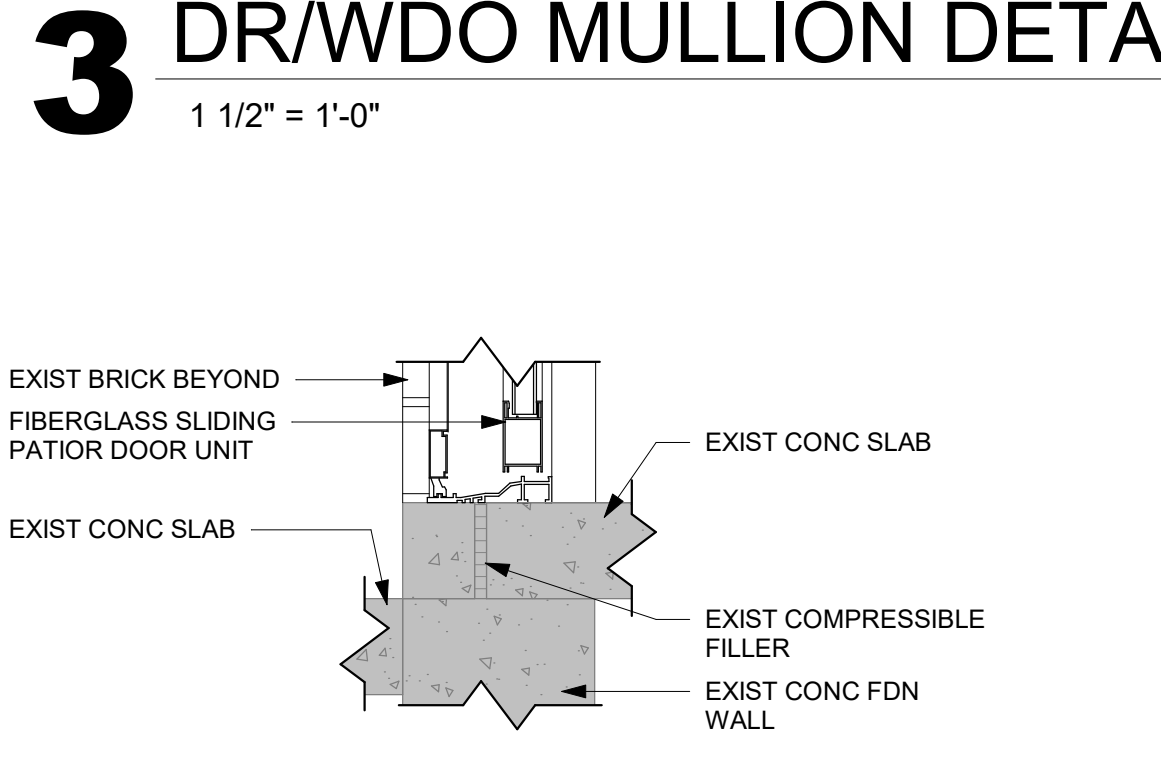 3 DR/WDO MULLION DETA
1 1/2" = 1'-0"
EXIST BRICK BEYOND
FIBERGLASS SLIDING
PATIOR DOOR UNIT
EXIST CONC SLAB
EXIST CONC SLAB
EXIST COMPRESSIBLE
FILLER
EXIST CONC FDN
WALL